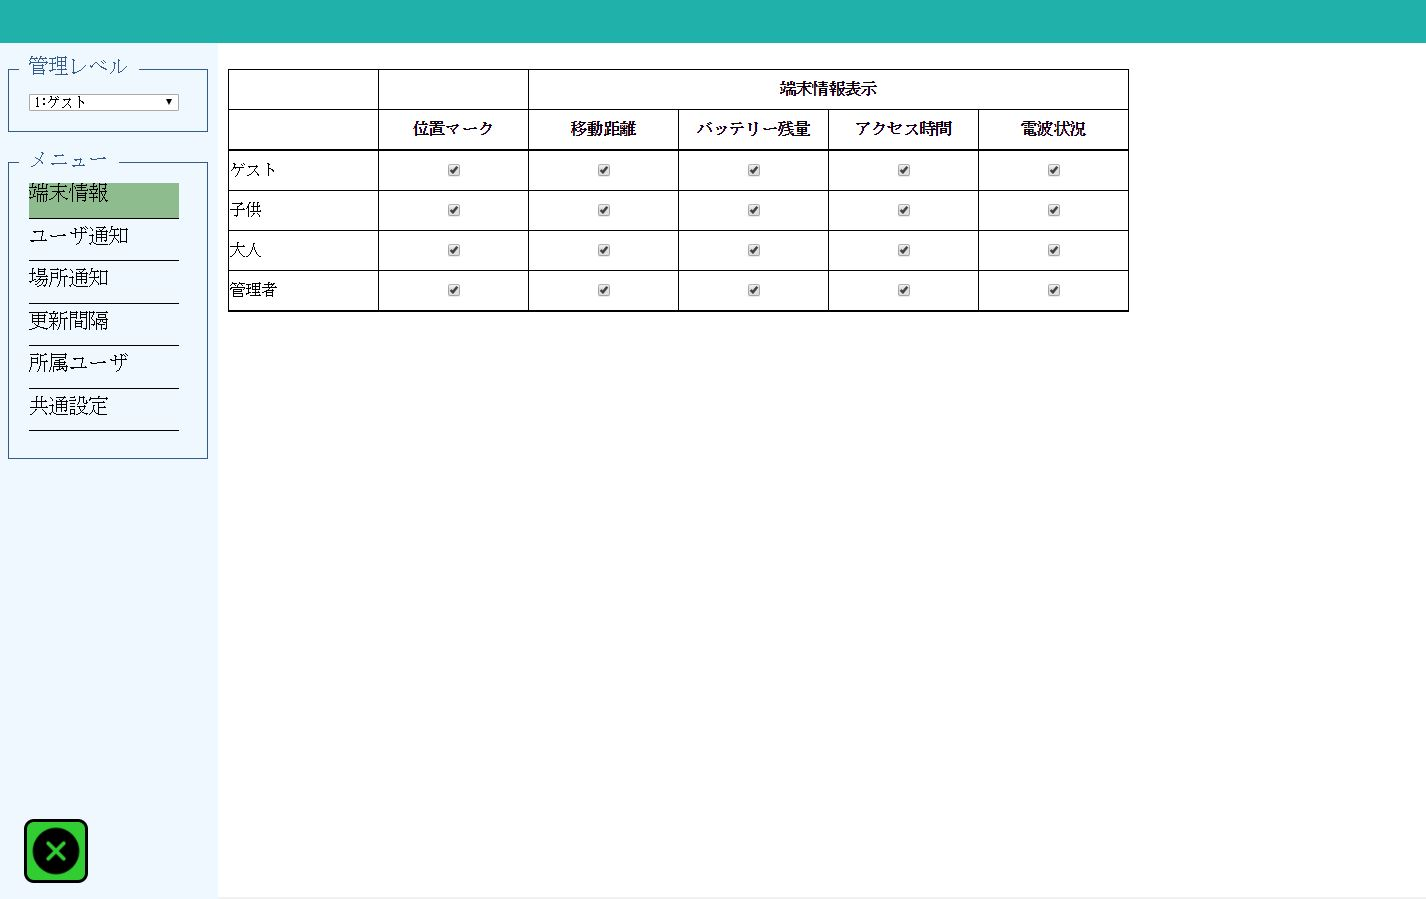 管理レベル
1:ゲスト
メニュー
端末情報
ユーザ通知
場所通知
更新間隔
所属ユーザ
共通設定
端末情報表示
位置マーク 移動距離 バッテリー残量 アクセス時間 電波状況
ゲスト
子供
大人
管理者